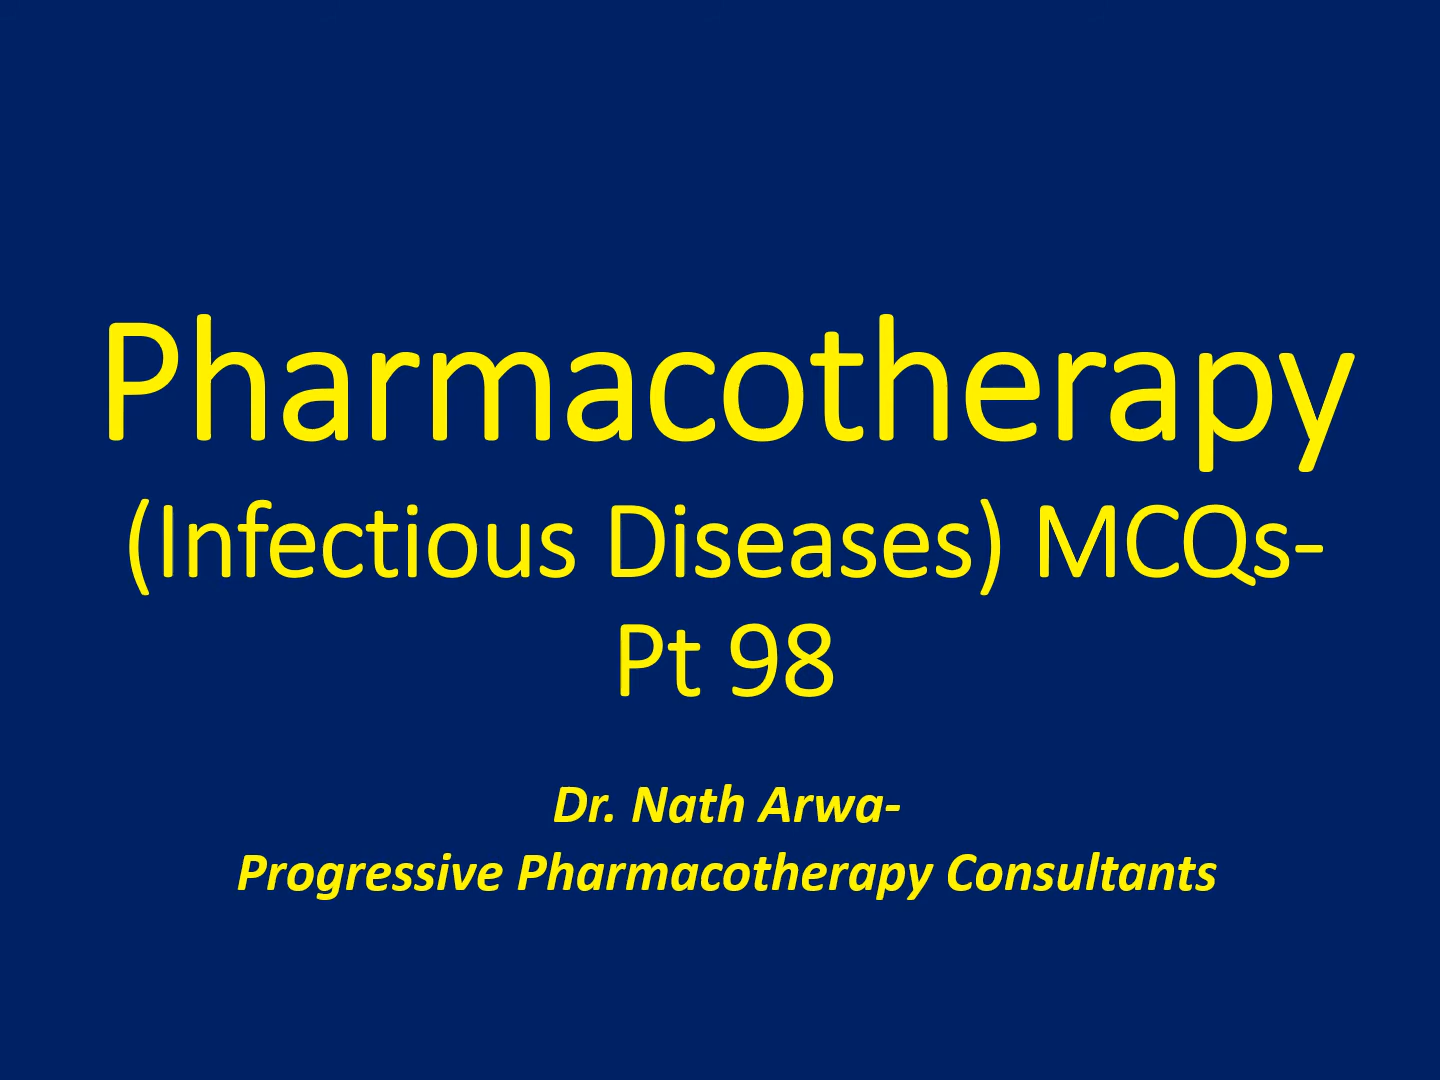 Pharmacotherapy
(Infectious Diseases) MCQs-
Pt 98
Dr. Nath Arwa-
Progressive Pharmacotherapy Consultants